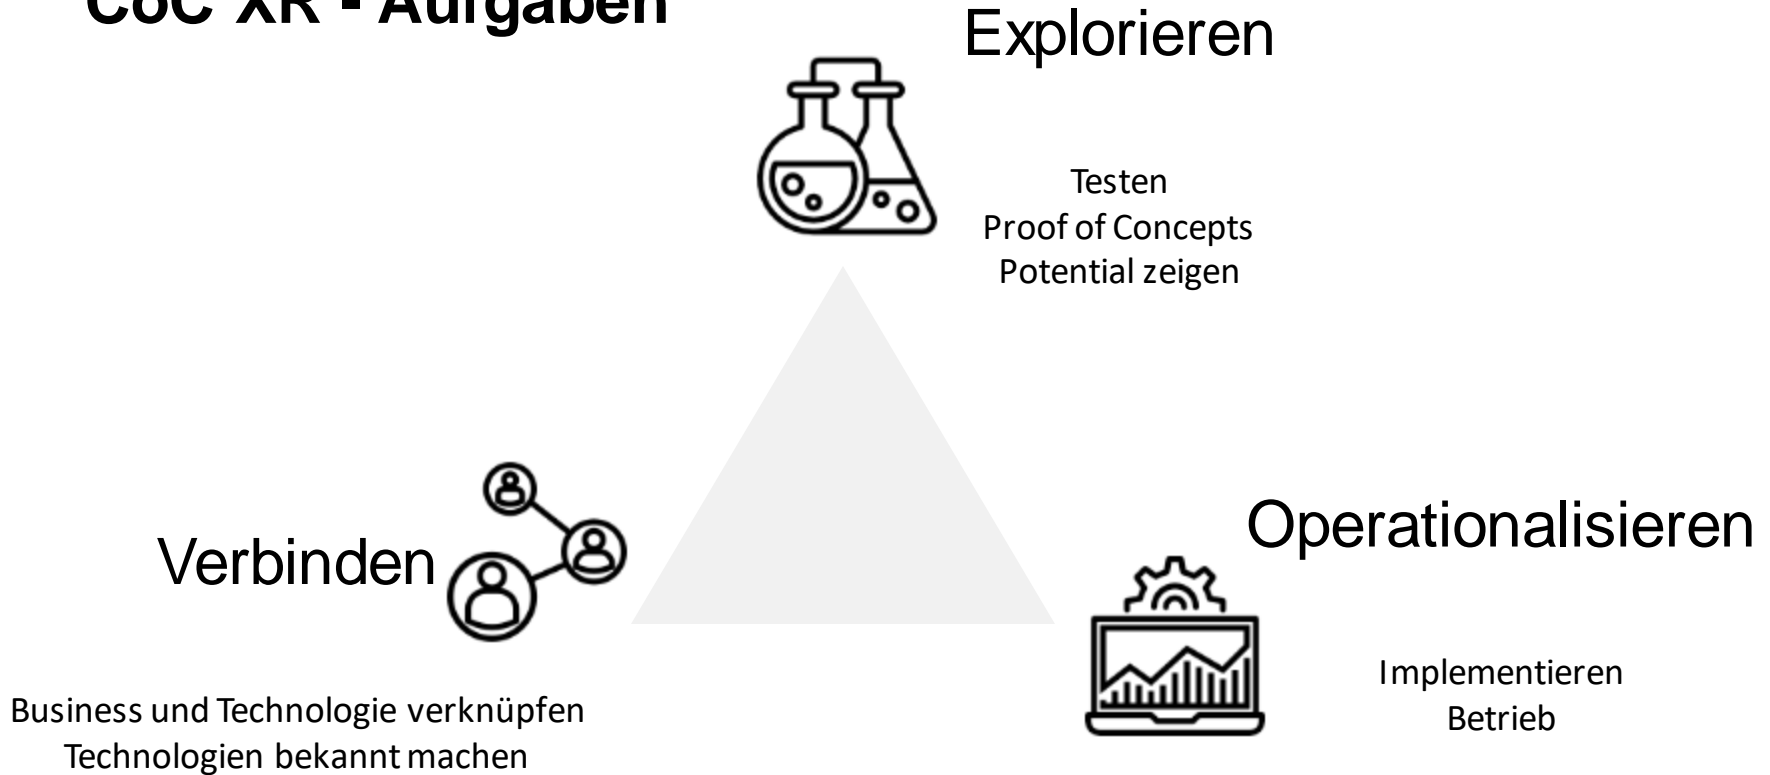 CoC XR - Aufgaben
Explorieren
Testen
Proof of Concepts
Potential zeigen
Verbinden
Business und Technologie verknüpfen
Technologien bekannt machen
Operationalisieren
Implementieren
Betrieb